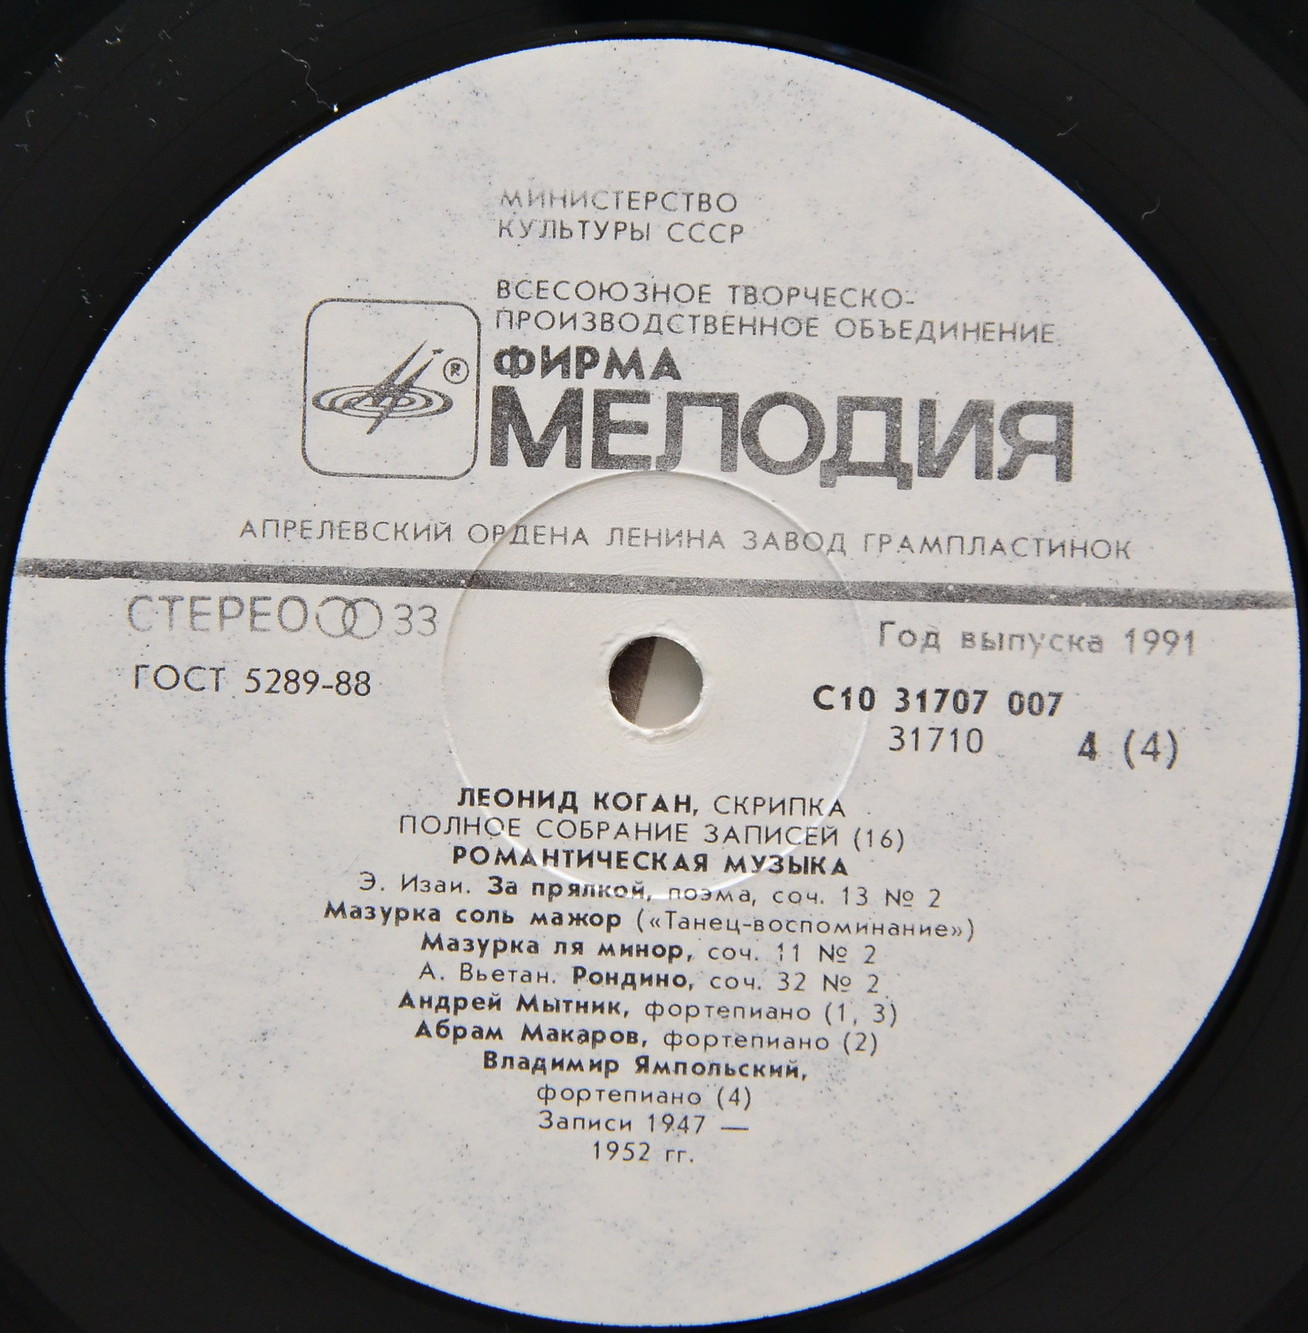 МИНИСТЕРСТВО
КУЛЬТУРЫ СССР
ВСЕСОЮЗНОЕ ТВОРЧЕСКО-
ПРОИЗВОДСТВЕННОЕ ОБЪЕДИНЕНИЕ
ФИРМА
®
МЕЛОДИЯ
АПРЕЛЕВСКИЙ ОРДЕНА ЛЕНИНА ЗАВОД ГРАМПЛАСТИНОК
СТЕРЕО 33
Год выпуска 1991
ГОСТ 5289-88
С10 31707 007
31710 4 (4)
ЛЕОНИД КОГАН, СКРИПКА
ПОЛНОЕ СОБРАНИЕ ЗАПИСЕЙ (16)
РОМАНТИЧЕСКАЯ МУЗЫКА
Э. Изаи. За прялкой, поэма, соч. 13 № 2
Мазурка соль мажор («Танец-воспоминание»)
Мазурка ля минор, соч. 11 № 2
А. Вьетан. Рондино, соч. 32 № 2
Андрей Мытник, фортепиано (1, 3)
Абрам Макаров, фортепиано (2)
Владимир Ямпольский,
фортепиано (4)
Записи 1947 —
1952 гг.